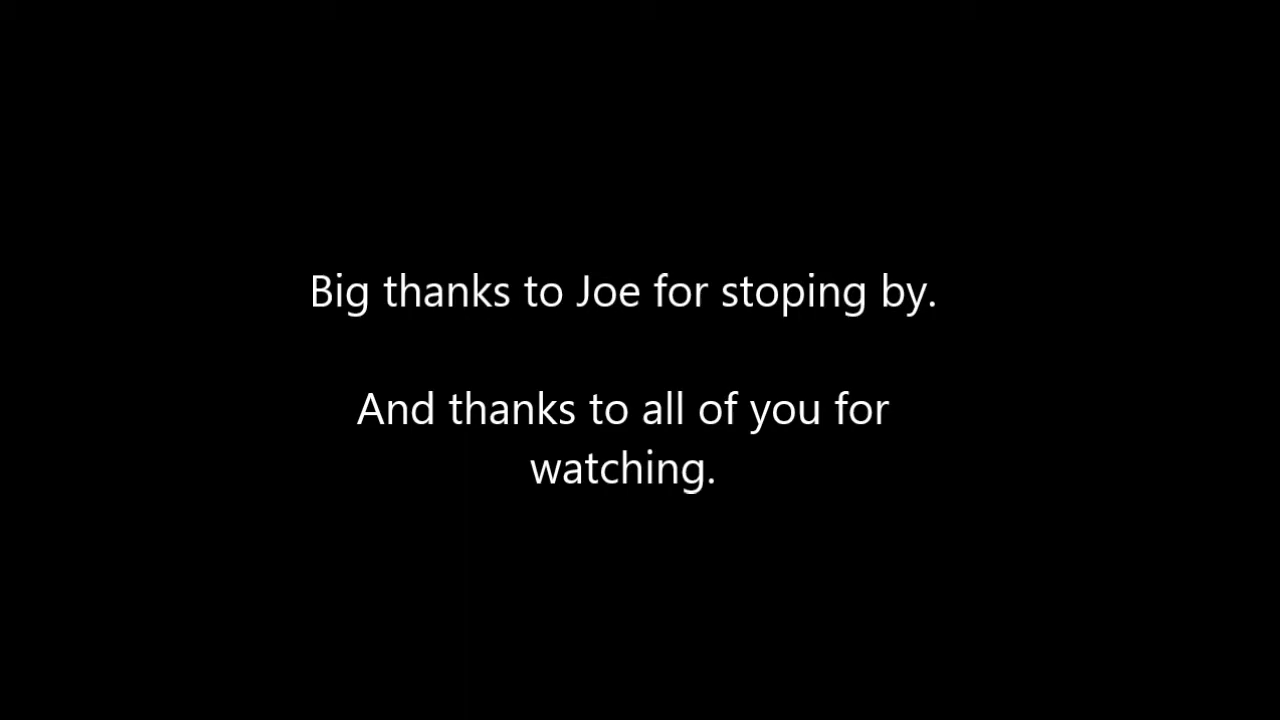 Big thanks to Joe for stoping by.
And thanks to all of you for
watching.